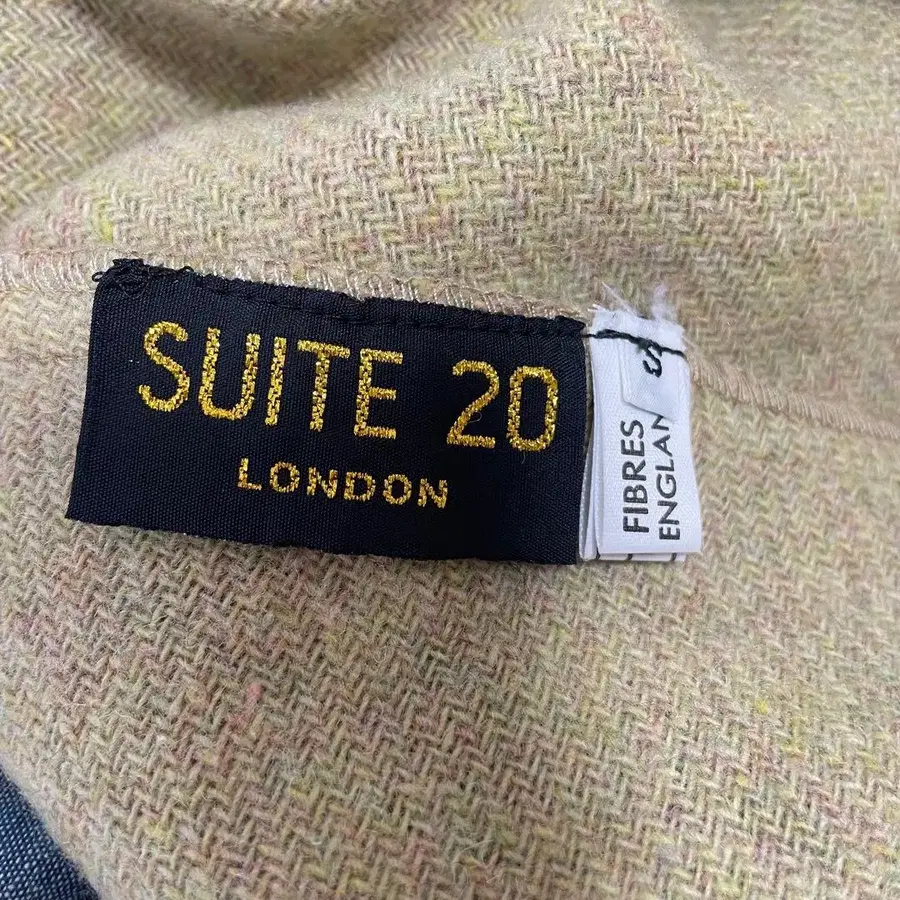 SUITE 20
LONDON
S
FIBRES
ENGLAN